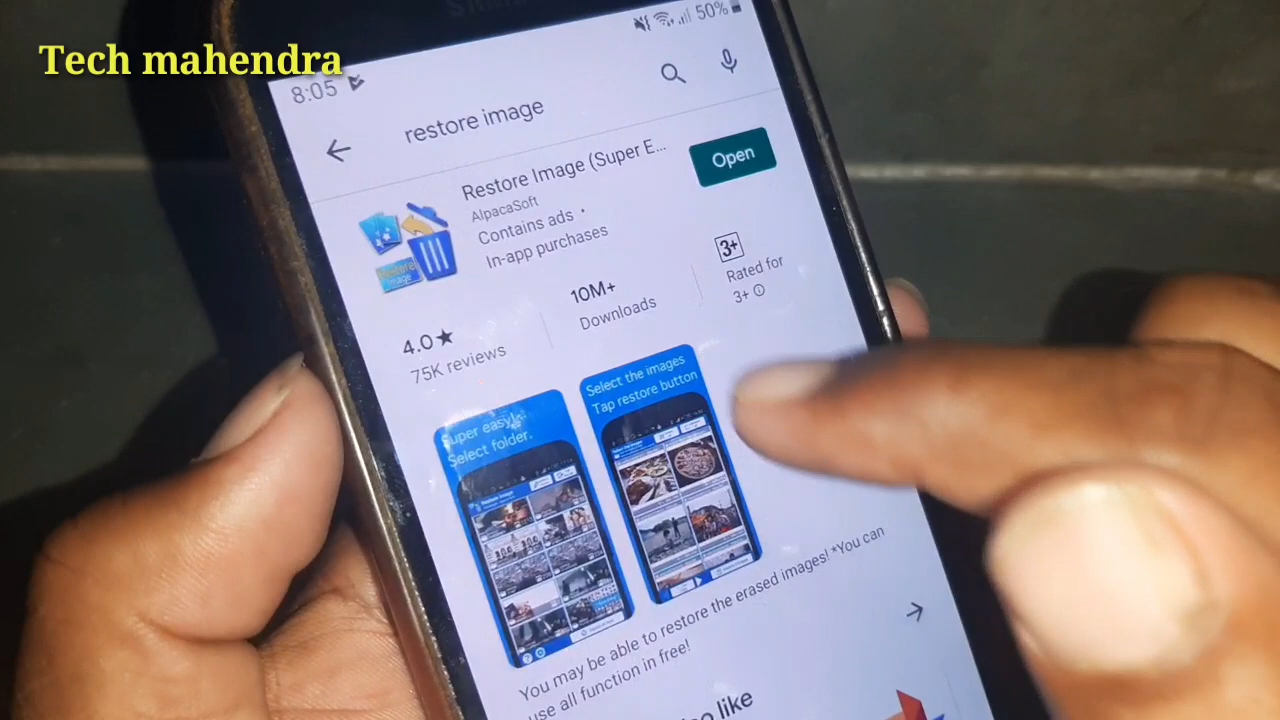 Tech mahendra
8:05
50%
restore image
Restore Image (Super E...
AlpacaSoft
Contains ads •
In-app purchases
Open
4.0★
75K reviews
10M+
Downloads
3+
Rated for
3+
Super easy!
Select folder.
Select the images
Tap restore button
You may be able to restore the erased images! *You can
use all function in free!
like